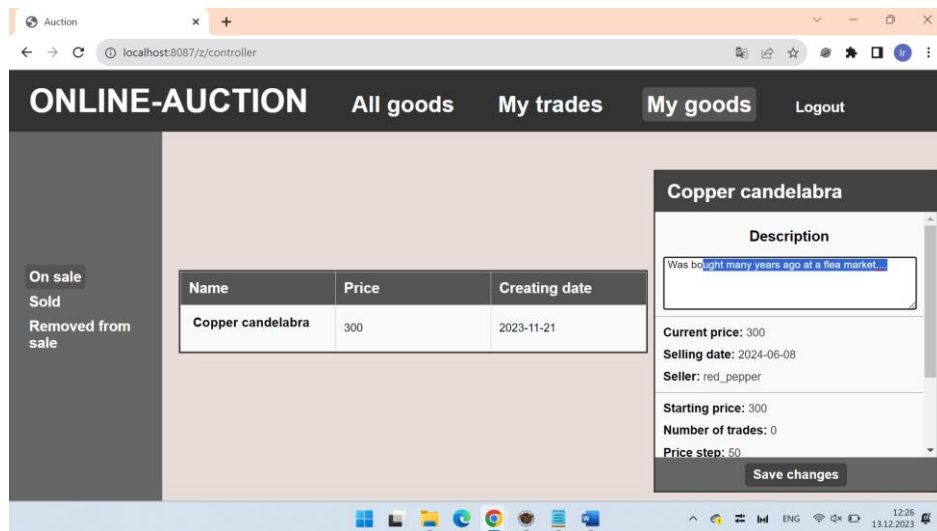 Auction
localhost:8087/z/controller
Ir
ONLINE-AUCTION All goods My trades My goods Logout
On sale
Sold
Removed from
sale
Name Price Creating date
Copper candelabra 300 2023-11-21
Copper candelabra
Description
Was bought many years ago at a flea market....
Current price: 300
Selling date: 2024-06-08
Seller: red_pepper
Starting price: 300
Number of trades: 0
Price step: 50
Save changes
ENG
12:26
13.12.2023